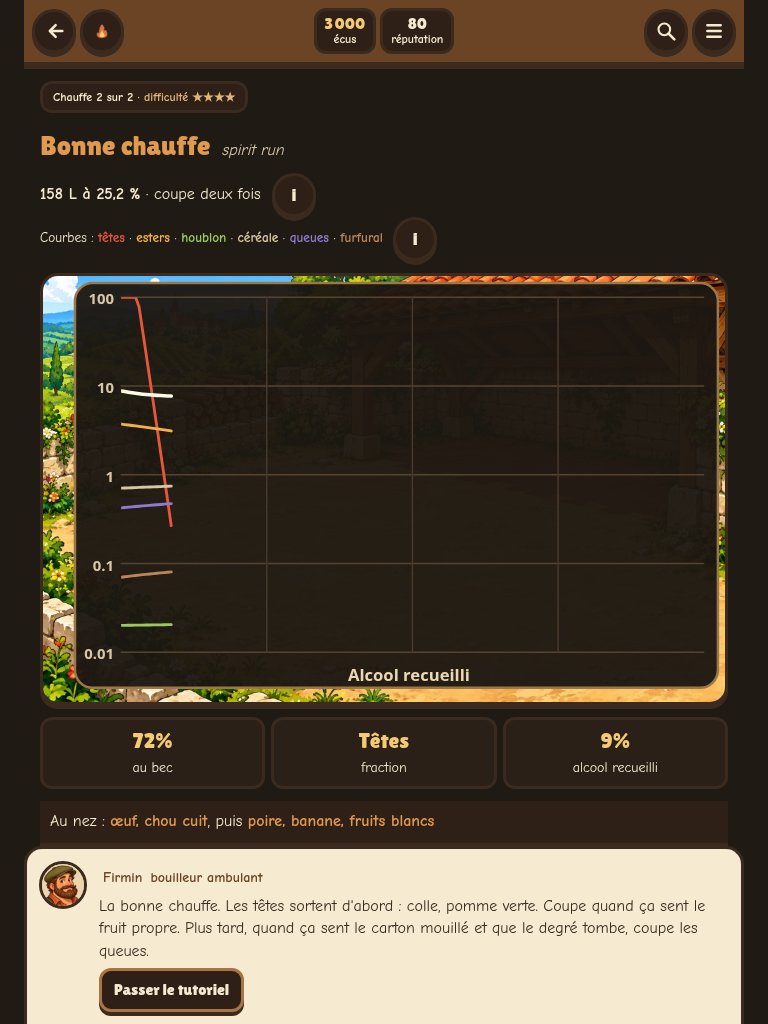 3 000
écus
80
réputation
Chauffe 2 sur 2 · difficulté ★★★★
Bonne chauffe spirit run
158 L à 25,2 % · coupe deux fois i
Courbes : têtes · esters · houblon · céréale · queues · furfural i
100
10
1
0.1
0.01
Alcool recueilli
72%
au bec
Têtes
fraction
9%
alcool recueilli
Au nez : œuf, chou cuit, puis poire, banane, fruits blancs
Firmin bouilleur ambulant
La bonne chauffe. Les têtes sortent d'abord : colle, pomme verte. Coupe quand ça sent le
fruit propre. Plus tard, quand ça sent le carton mouillé et que le degré tombe, coupe les
queues.
Passer le tutoriel